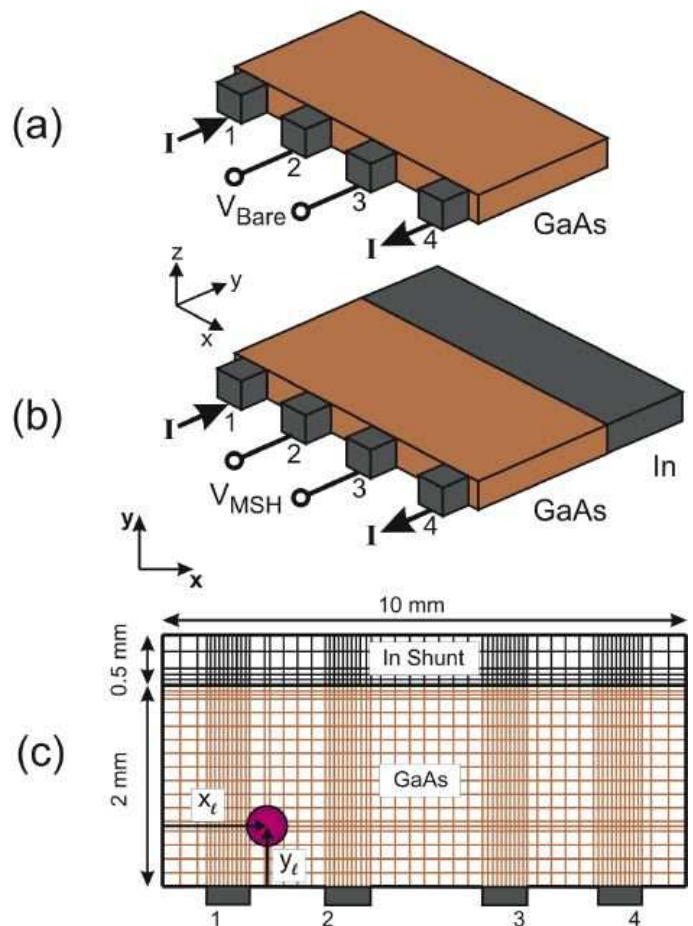 (a)
I
1
2
V_Bare
3
4
I
GaAs
z
y
x
(b)
I
1
2
V_MSH
3
4
I
GaAs
In
y
x
10 mm
0.5 mm
In Shunt
(c)
2 mm
GaAs
x_ℓ
y_ℓ
1
2
3
4